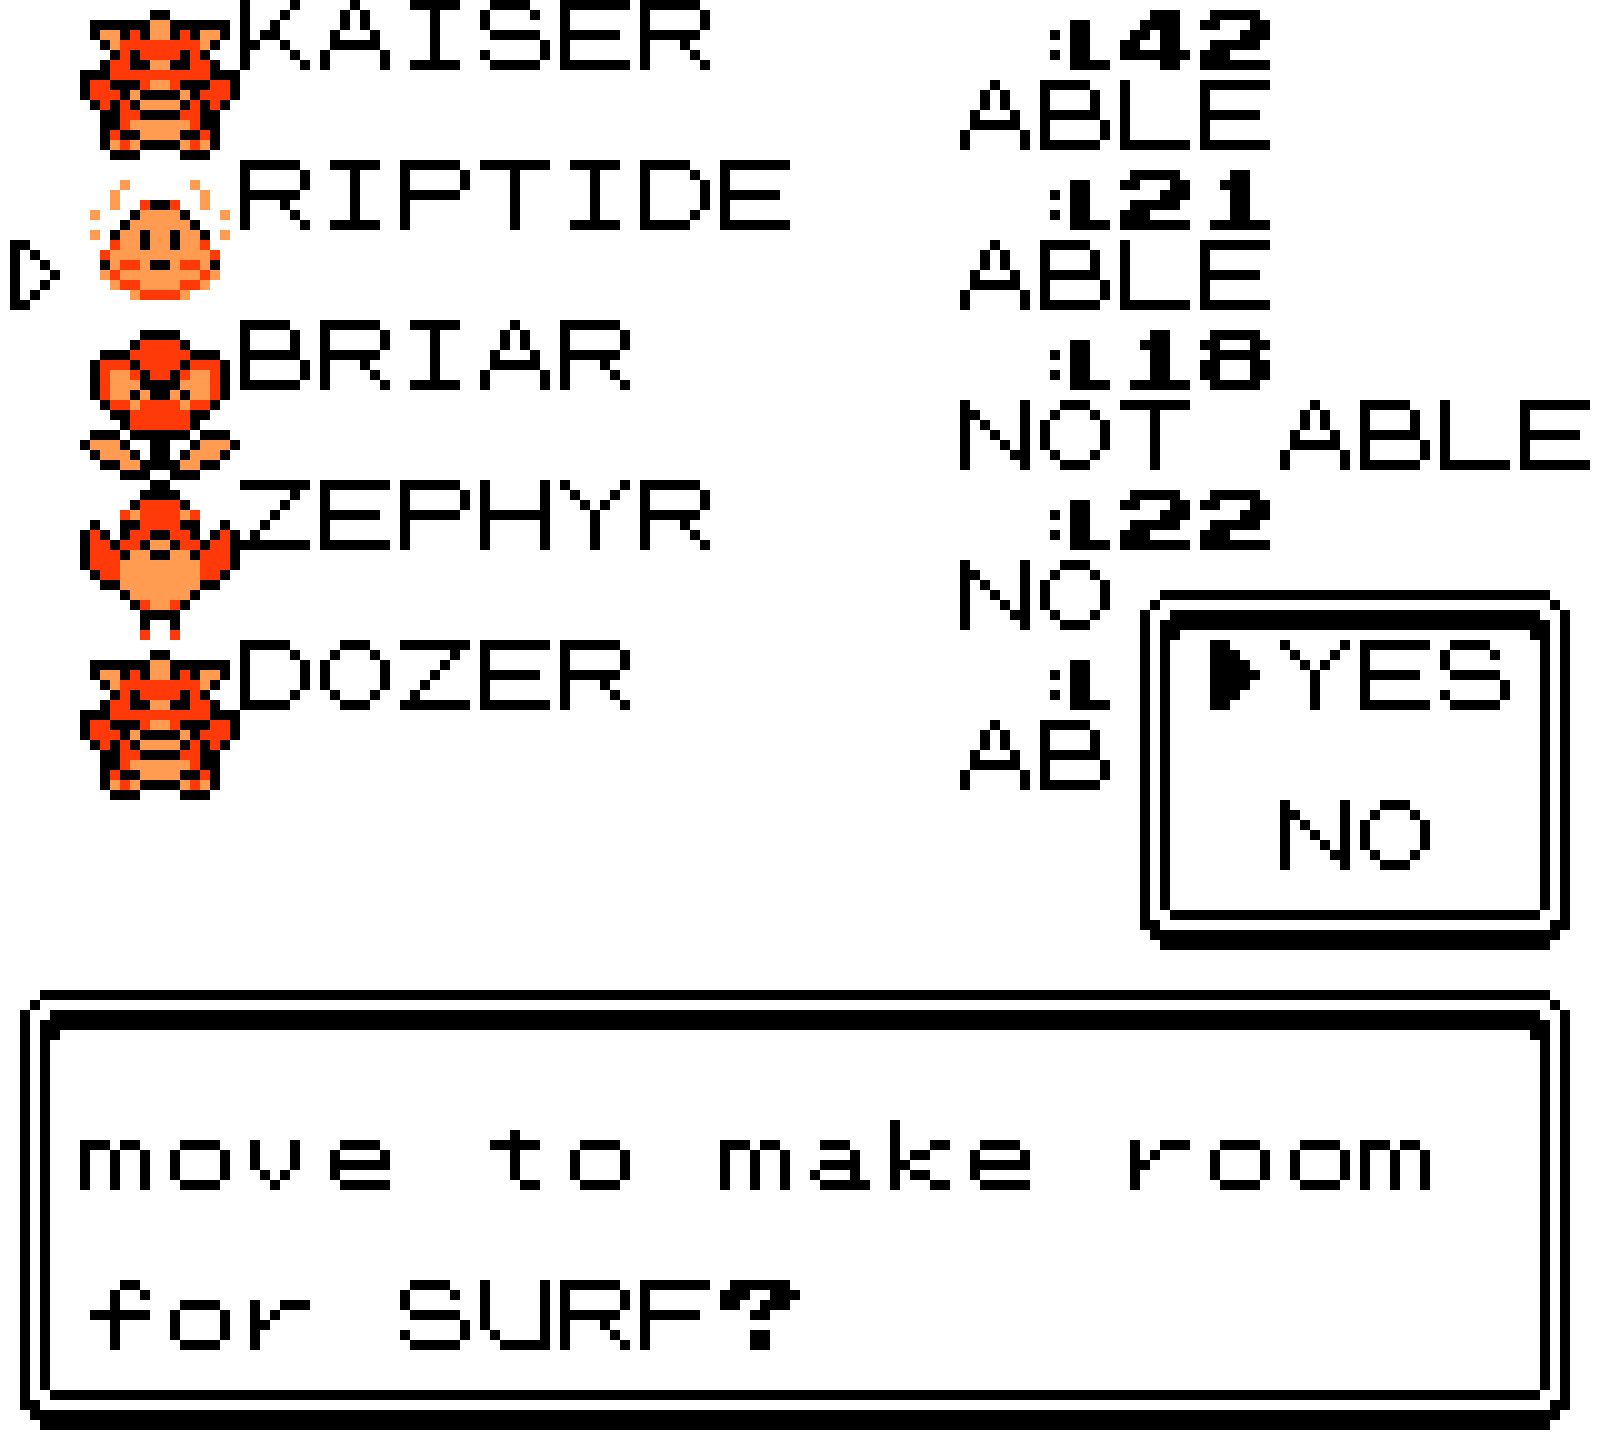 KAISER :L42
ABLE
RIPTIDE :L21
ABLE
BRIAR :L18
NOT ABLE
ZEPHYR :L22
NO
DOZER :L
AB
YES
NO
move to make room
for SURF?